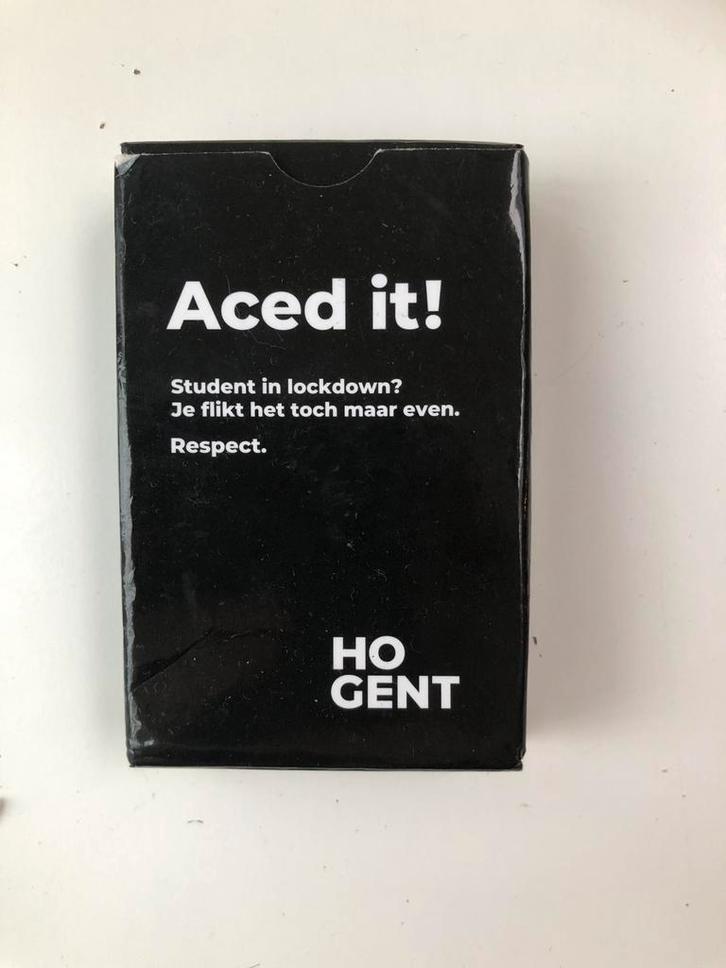 Aced it!
Student in lockdown?
Je flikt het toch maar even.
Respect.
HO
GENT